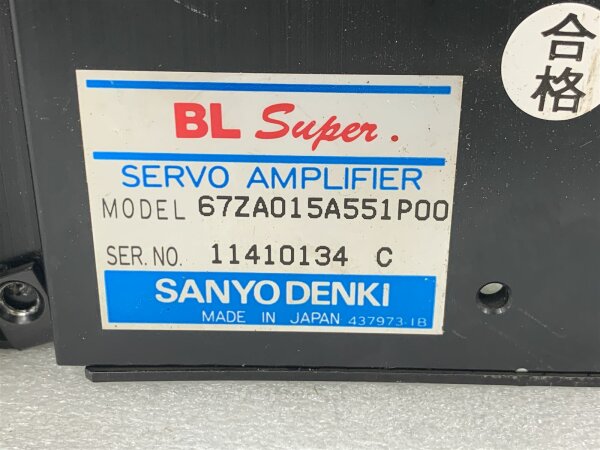 合格
BL Super.
SERVO AMPLIFIER
MODEL 67ZA015A551P00
SER. NO. 11410134 C
SANYO DENKI
MADE IN JAPAN 437973-1B